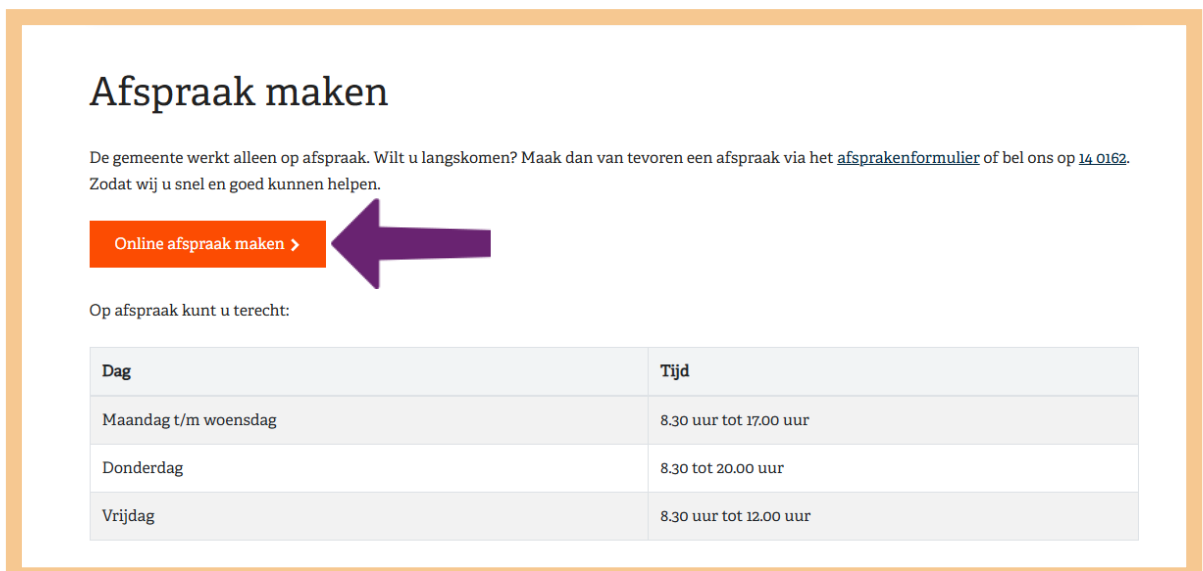 Afspraak maken
De gemeente werkt alleen op afspraak. Wilt u langskomen? Maak dan van tevoren een afspraak via het afsprakenformulier of bel ons op 14 0162.
Zodat wij u snel en goed kunnen helpen.
Online afspraak maken
Op afspraak kunt u terecht:
Dag Tijd
Maandag t/m woensdag 8.30 uur tot 17.00 uur
Donderdag 8.30 tot 20.00 uur
Vrijdag 8.30 uur tot 12.00 uur